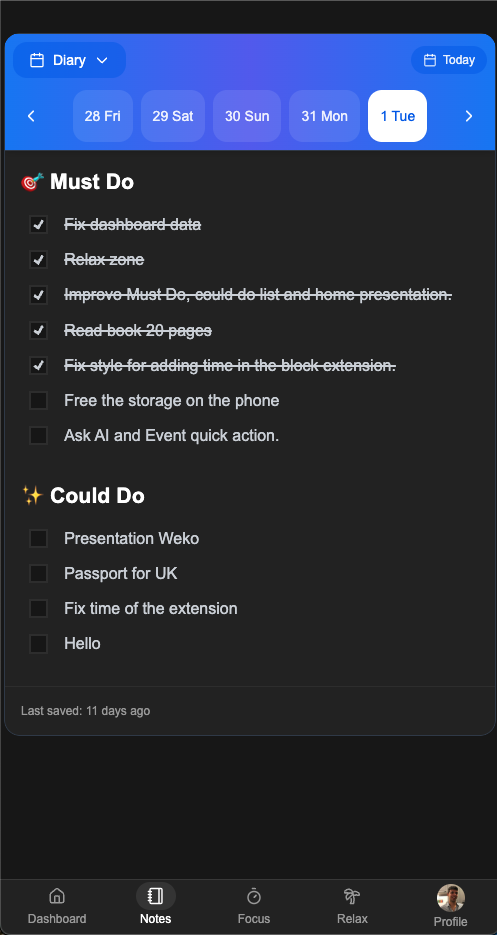 Diary
Today
28 Fri
29 Sat
30 Sun
31 Mon
1 Tue
Must Do
Fix dashboard data
Relax zone
Improve Must Do, could do list and home presentation.
Read book 20 pages
Fix style for adding time in the block extension.
Free the storage on the phone
Ask AI and Event quick action.
Could Do
Presentation Weko
Passport for UK
Fix time of the extension
Hello
Last saved: 11 days ago
Dashboard
Notes
Focus
Relax
Profile